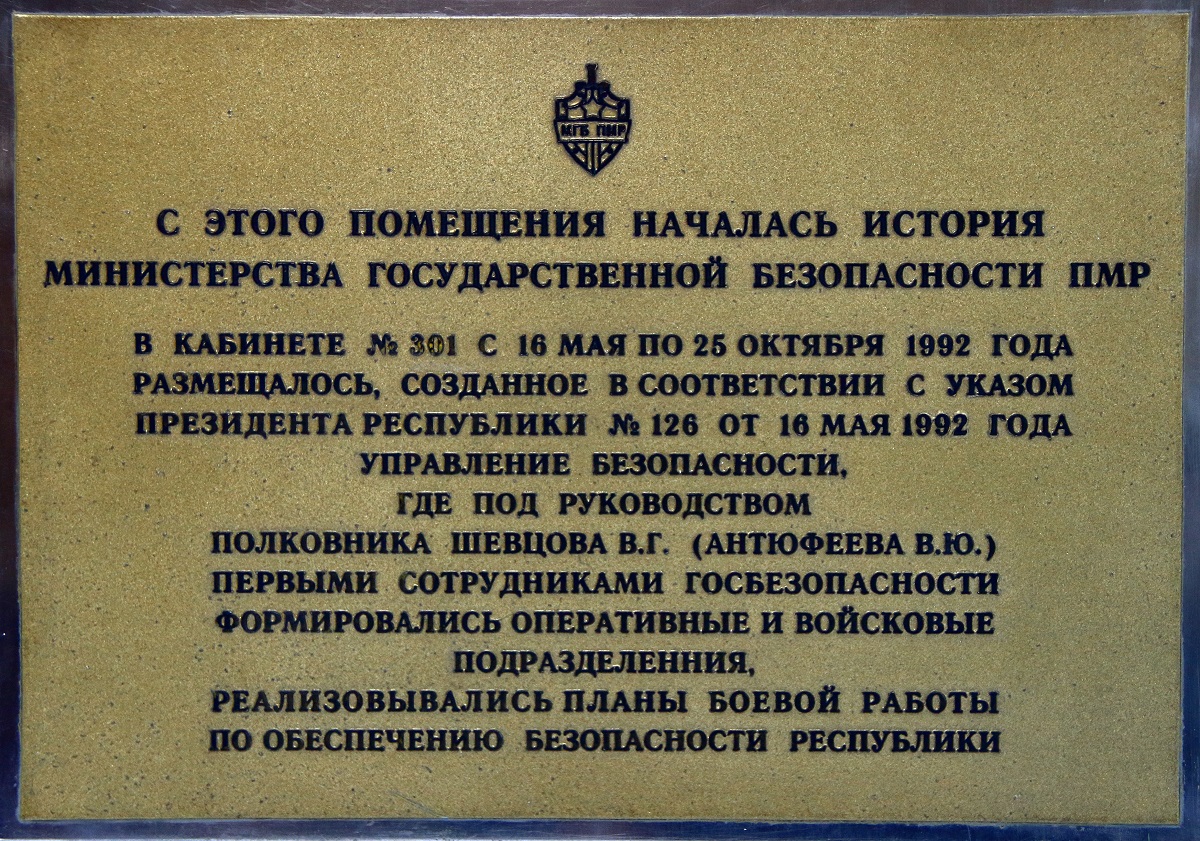 МГБ ПМР
С ЭТОГО ПОМЕЩЕНИЯ НАЧАЛАСЬ ИСТОРИЯ
МИНИСТЕРСТВА ГОСУДАРСТВЕННОЙ БЕЗОПАСНОСТИ ПМР
В КАБИНЕТЕ № 301 С 16 МАЯ ПО 25 ОКТЯБРЯ 1992 ГОДА
РАЗМЕЩАЛОСЬ, СОЗДАННОЕ В СООТВЕТСТВИИ С УКАЗОМ
ПРЕЗИДЕНТА РЕСПУБЛИКИ № 126 ОТ 16 МАЯ 1992 ГОДА
УПРАВЛЕНИЕ БЕЗОПАСНОСТИ,
ГДЕ ПОД РУКОВОДСТВОМ
ПОЛКОВНИКА ШЕВЦОВА В.Г. (АНТЮФЕЕВА В.Ю.)
ПЕРВЫМИ СОТРУДНИКАМИ ГОСБЕЗОПАСНОСТИ
ФОРМИРОВАЛИСЬ ОПЕРАТИВНЫЕ И ВОЙСКОВЫЕ
ПОДРАЗДЕЛЕННИЯ,
РЕАЛИЗОВЫВАЛИСЬ ПЛАНЫ БОЕВОЙ РАБОТЫ
ПО ОБЕСПЕЧЕНИЮ БЕЗОПАСНОСТИ РЕСПУБЛИКИ